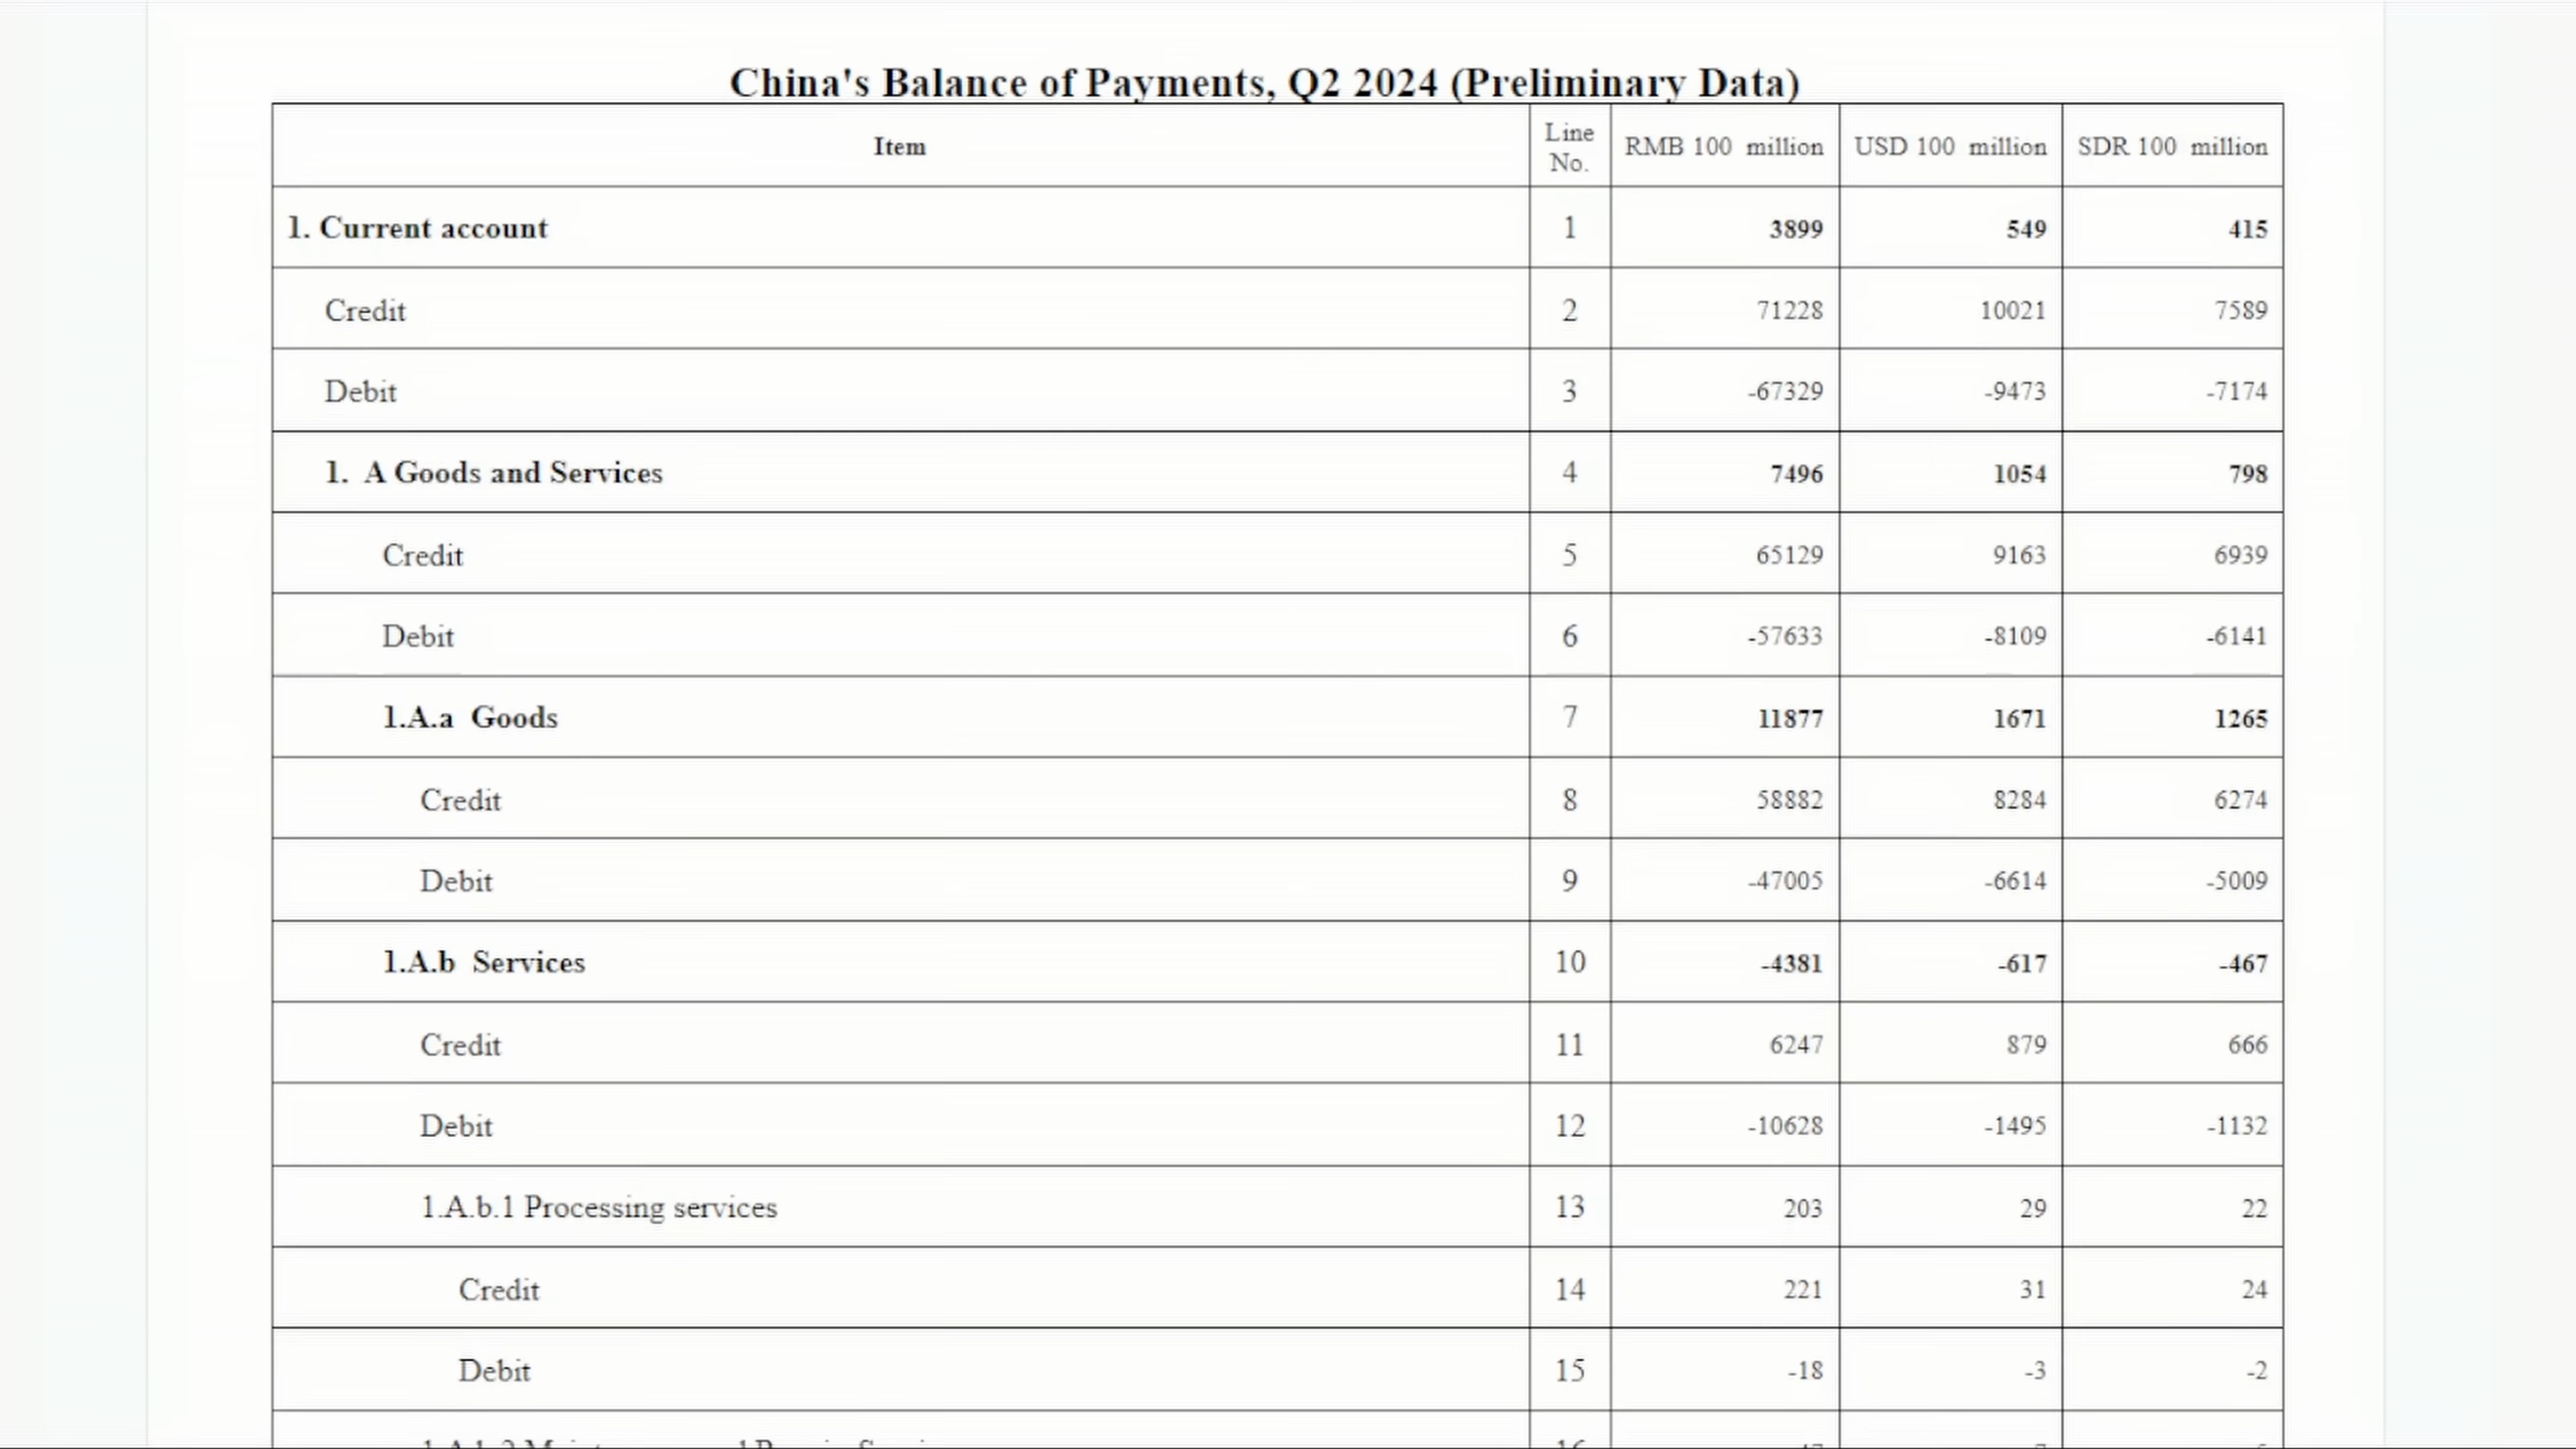 China's Balance of Payments, Q2 2024 (Preliminary Data)
Item Line No. RMB 100 million USD 100 million SDR 100 million
1. Current account 1 3899 549 415
Credit 2 71228 10021 7589
Debit 3 -67329 -9473 -7174
1. A Goods and Services 4 7496 1054 798
Credit 5 65129 9163 6939
Debit 6 -57633 -8109 -6141
1.A.a Goods 7 11877 1671 1265
Credit 8 58882 8284 6274
Debit 9 -47005 -6614 -5009
1.A.b Services 10 -4381 -617 -467
Credit 11 6247 879 666
Debit 12 -10628 -1495 -1132
1.A.b.1 Processing services 13 203 29 22
Credit 14 221 31 24
Debit 15 -18 -3 -2